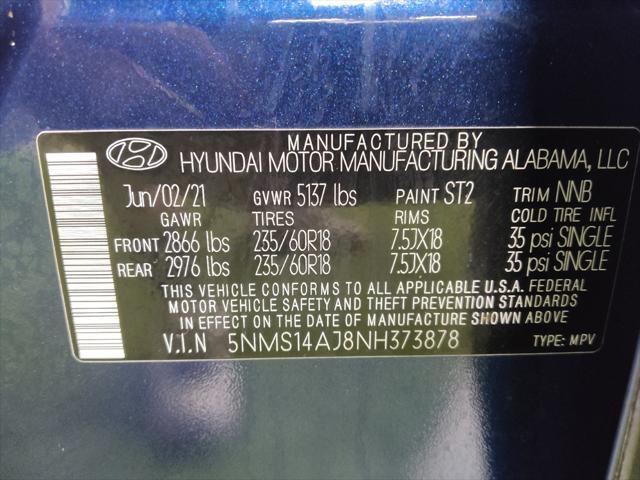 MANUFACTURED BY
HYUNDAI MOTOR MANUFACTURING ALABAMA, LLC
Jun/02/21 GVWR 5137 lbs PAINT ST2 TRIM NNB
GAWR TIRES RIMS COLD TIRE INFL
FRONT 2866 lbs 235/60R18 7.5JX18 35 psi SINGLE
REAR 2976 lbs 235/60R18 7.5JX18 35 psi SINGLE
THIS VEHICLE CONFORMS TO ALL APPLICABLE U.S.A. FEDERAL
MOTOR VEHICLE SAFETY AND THEFT PREVENTION STANDARDS
IN EFFECT ON THE DATE OF MANUFACTURE SHOWN ABOVE
V.I.N 5NMS14AJ8NH373878 TYPE: MPV